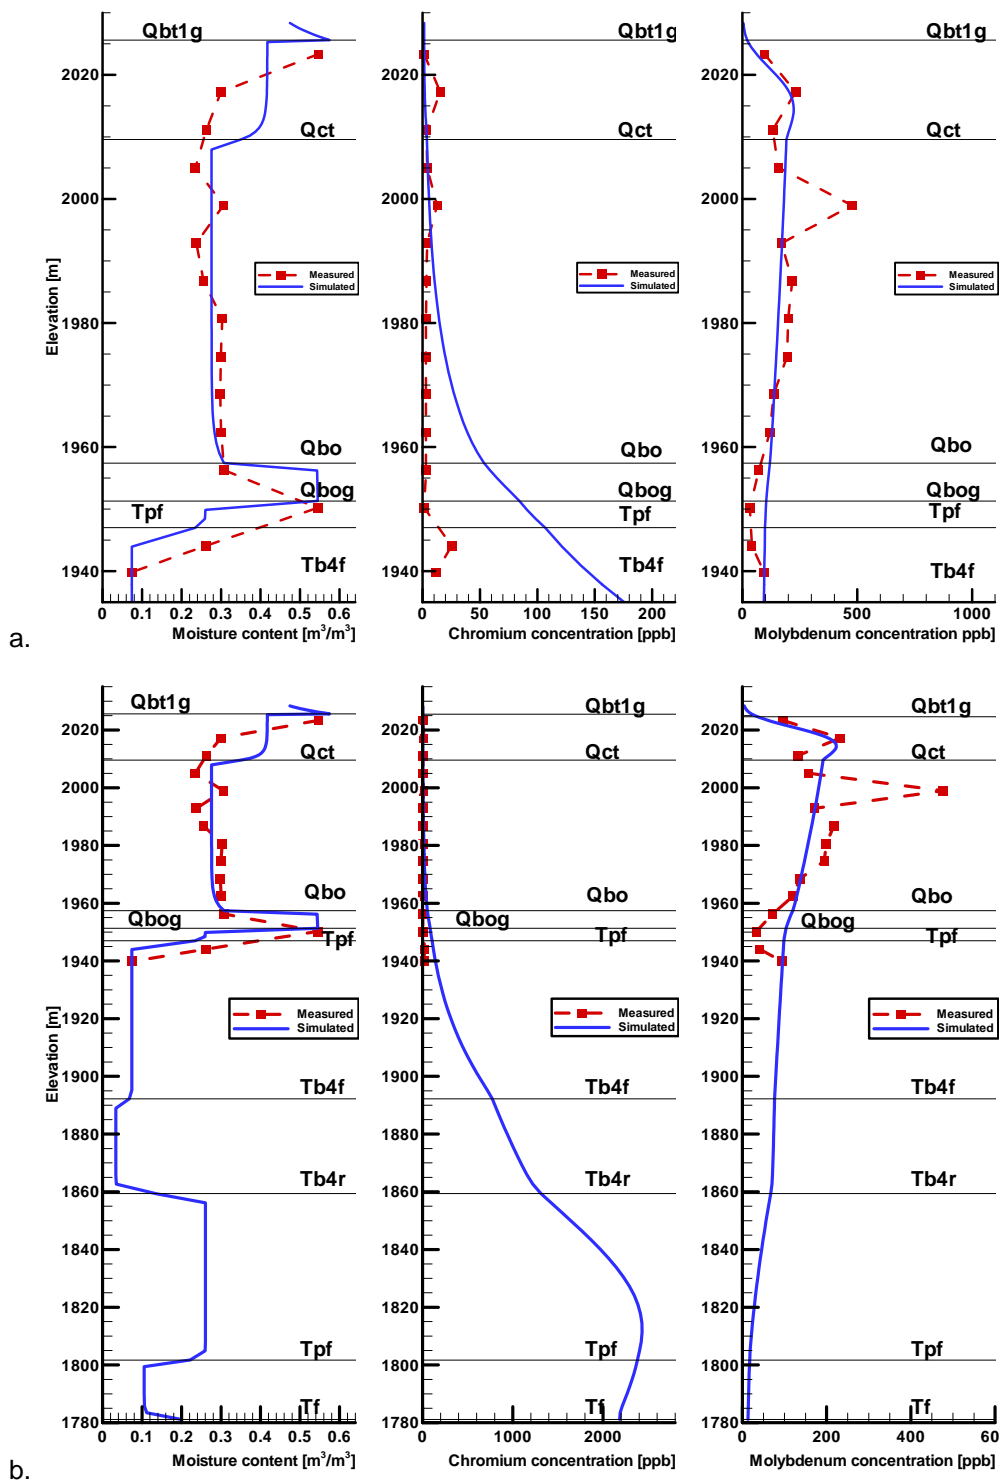 Qbt1g Qbt1g Qbt1g
2020 2020 2020
Qct Qct Qct
2000 2000 2000
Elevation [m]
Measured Measured Measured
Simulated Simulated Simulated
1980 1980 1980
1960 Qbo 1960 Qbo 1960 Qbo
Qbog Qbog Qbog
Tpf Tpf Tpf
1940 Tb4f 1940 Tb4f 1940 Tb4f
0 0.1 0.2 0.3 0.4 0.5 0.6 0 50 100 150 200 0 500 1000
Moisture content [m³/m³] Chromium concentration [ppb] Molybdenum concentration ppb]
a.
Qbt1g Qbt1g Qbt1g
2020 2020 2020
Qct Qct Qct
2000 2000 2000
1980 1980 1980
1960 Qbo 1960 Qbo 1960 Qbo
Qbog Qbog Qbog
Tpf Tpf Tpf
1940 1940 1940
Elevation [m]
Measured Measured Measured
Simulated Simulated Simulated
1920 1920 1920
1900 Tb4f 1900 Tb4f 1900 Tb4f
1880 1880 1880
1860 Tb4r 1860 Tb4r 1860 Tb4r
1840 1840 1840
1820 1820 1820
1800 Tpf 1800 Tpf 1800 Tpf
1780 Tf 1780 Tf 1780 Tf
0 0.1 0.2 0.3 0.4 0.5 0.6 0 1000 2000 0 200 400 60
Moisture content [m³/m³] Chromium concentration [ppb] Molybdenum concentration [ppb]
b.